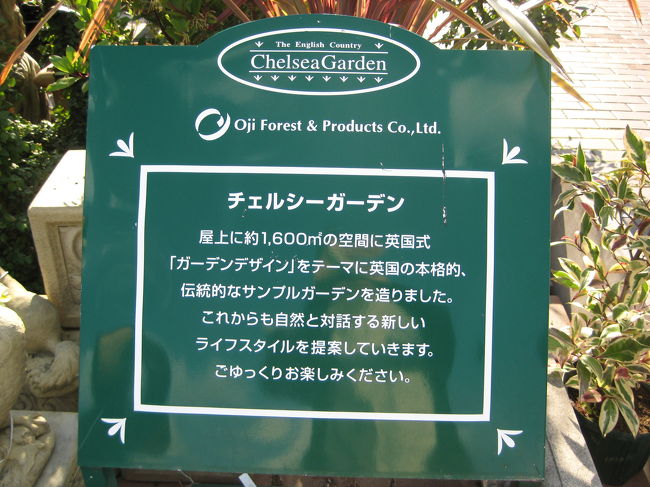 The English Country
Chelsea Garden
Oji Forest & Products Co.,Ltd.
チェルシーガーデン
屋上に約1,600㎡の空間に英国式
「ガーデンデザイン」をテーマに英国の本格的、
伝統的なサンプルガーデンを造りました。
これからも自然と対話する新しい
ライフスタイルを提案していきます。
ごゆっくりお楽しみください。